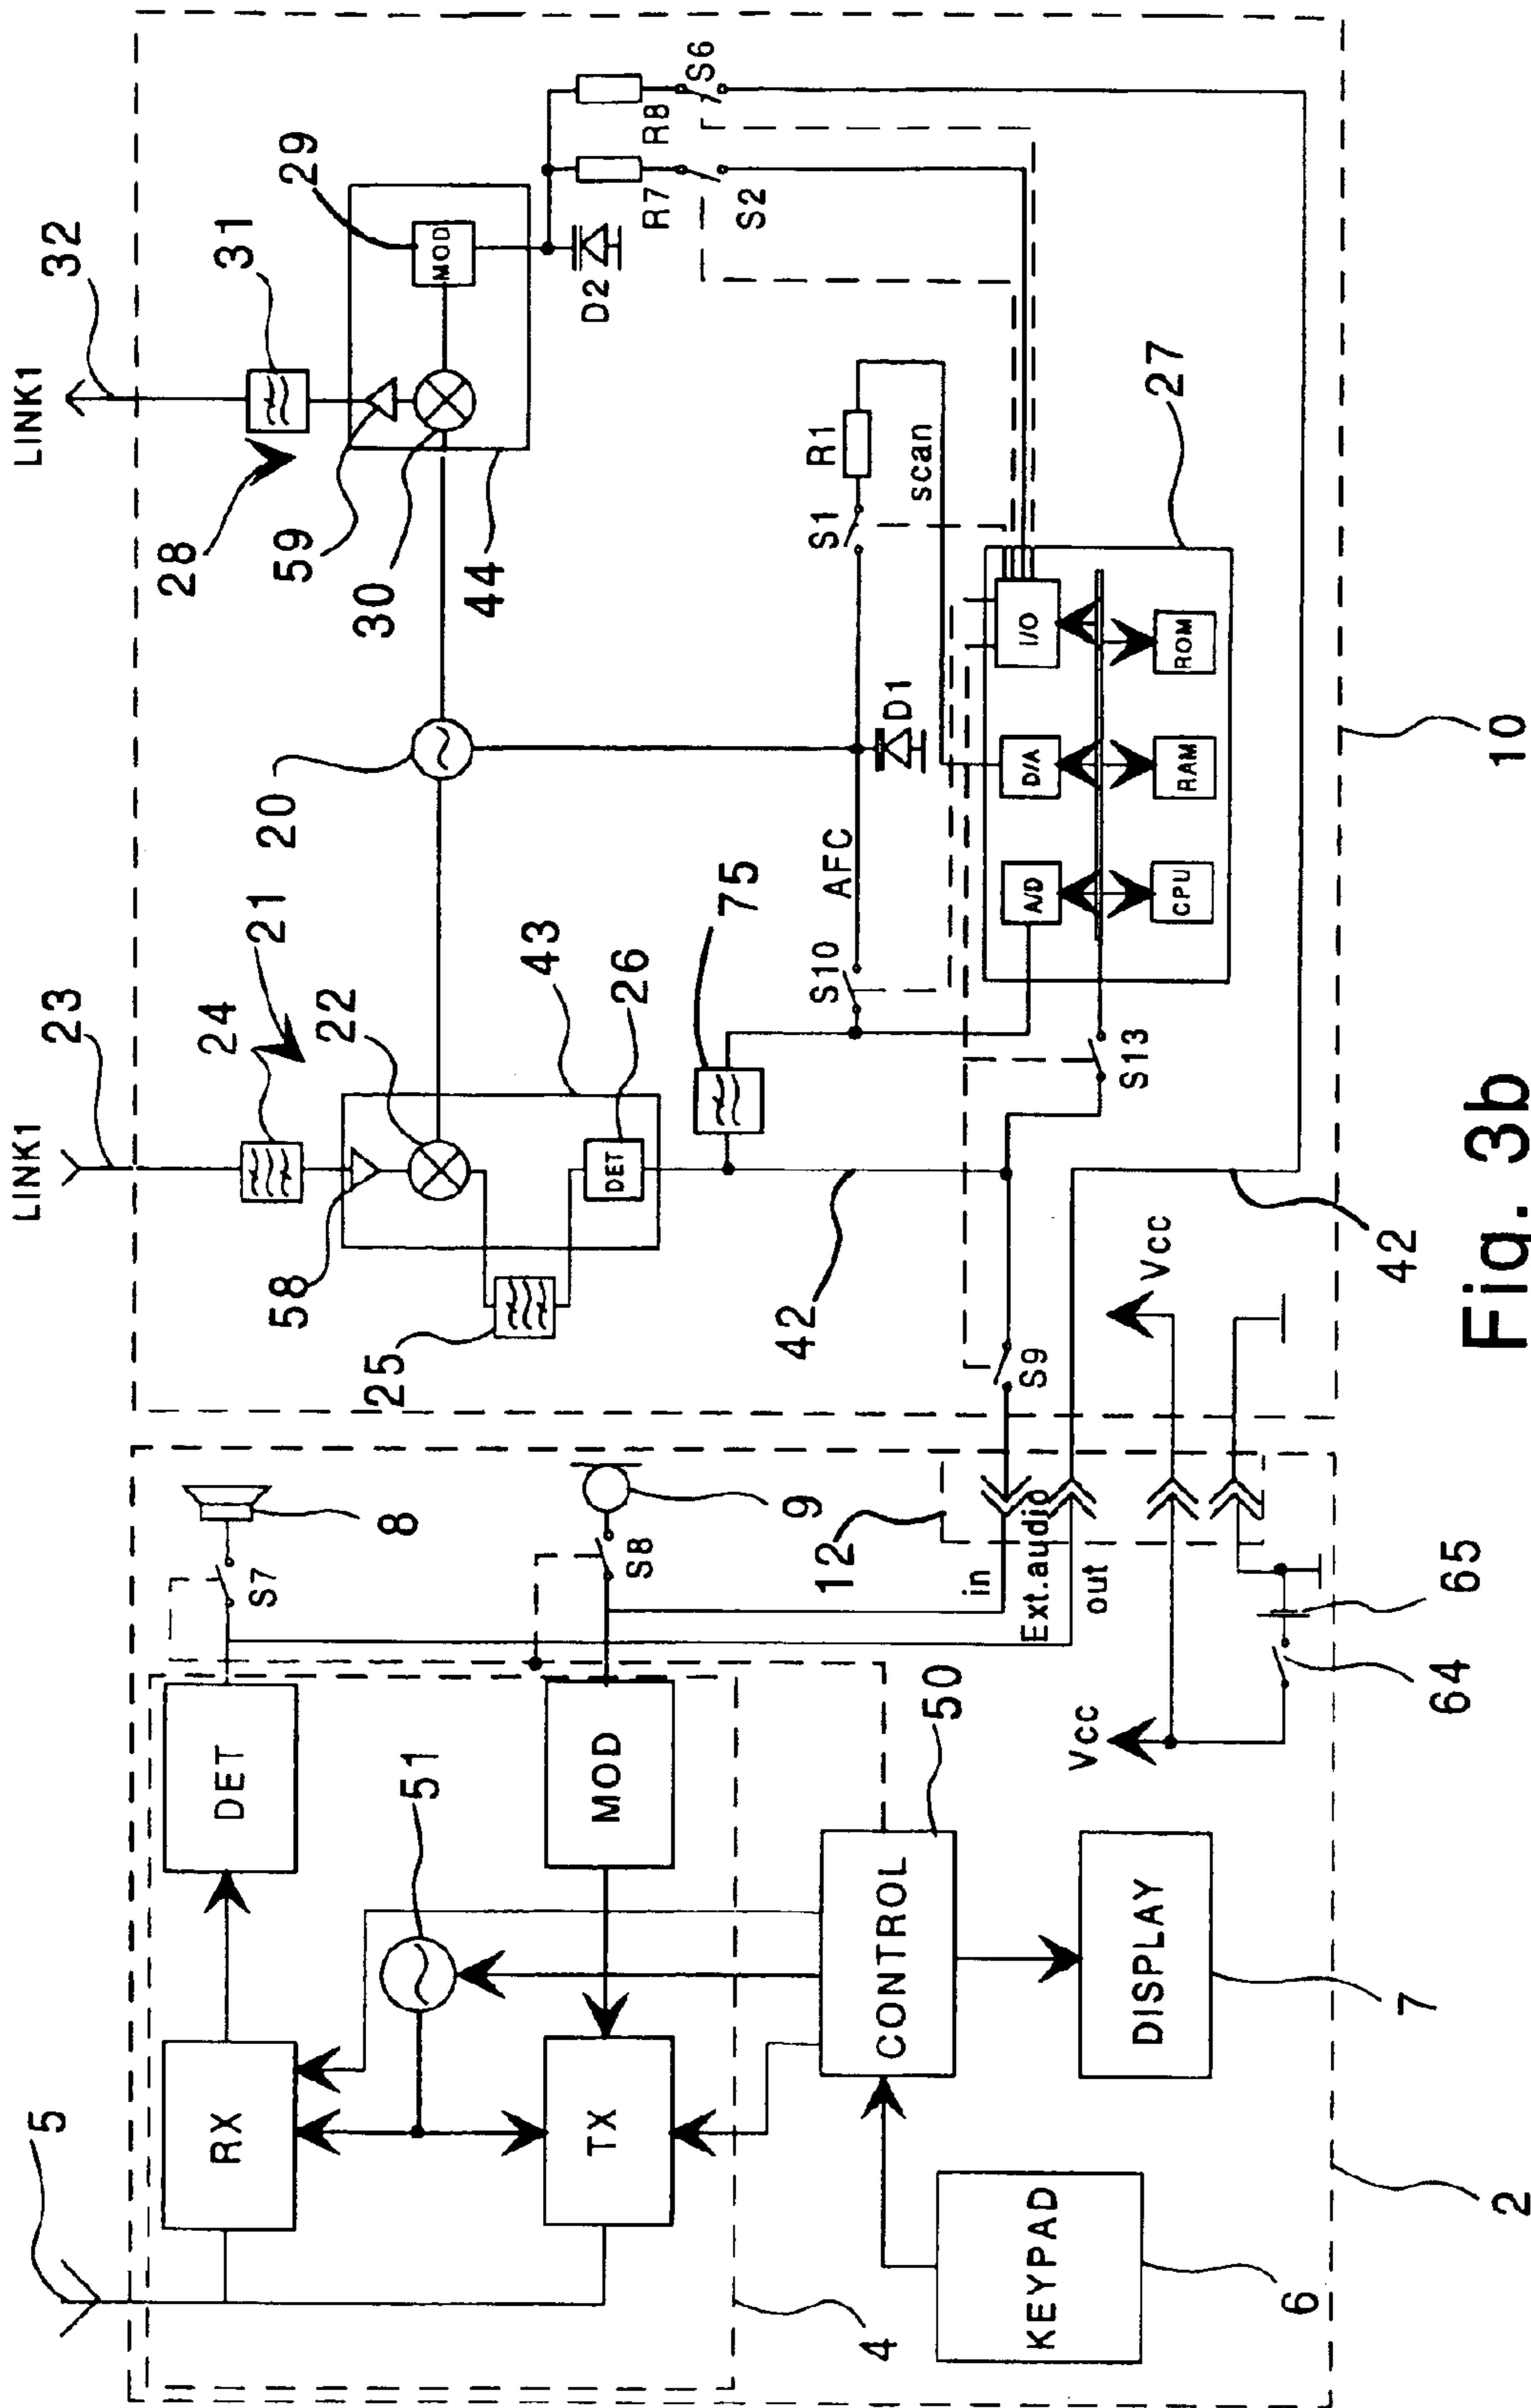 5
RX
DET
S7
8
51
TX
MOD
S8
9
4
KEYPAD
6
CONTROL
50
DISPLAY
7
2
12
in
Ext.audio
out
Vcc
64
65
LINK1
23
24
21
58
22
43
25
DET
26
75
42
S9
Vcc
42
S13
20
S10
AFC
D1
S1
R1
scan
A/D
D/A
I/O
CPU
RAM
ROM
27
10
LINK1
32
31
28
59
30
44
29
MOD
D2
R7
R8
S2
S6
Fig. 3b